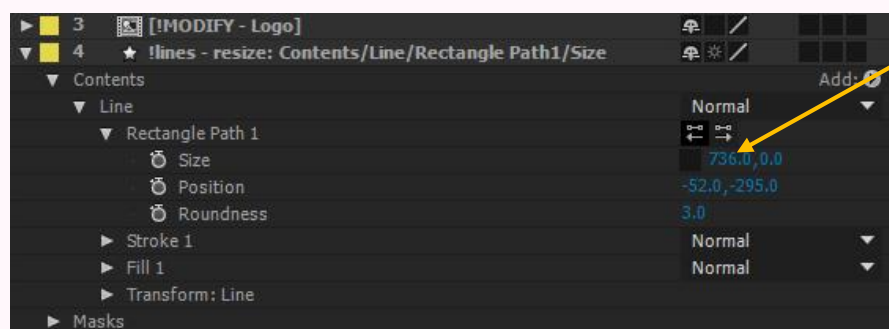 3 [!MODIFY - Logo]
4 !lines - resize: Contents/Line/Rectangle Path1/Size
Contents Add:
Line Normal
Rectangle Path 1
Size 736.0,0.0
Position -52.0,-295.0
Roundness 3.0
Stroke 1 Normal
Fill 1 Normal
Transform: Line
Masks